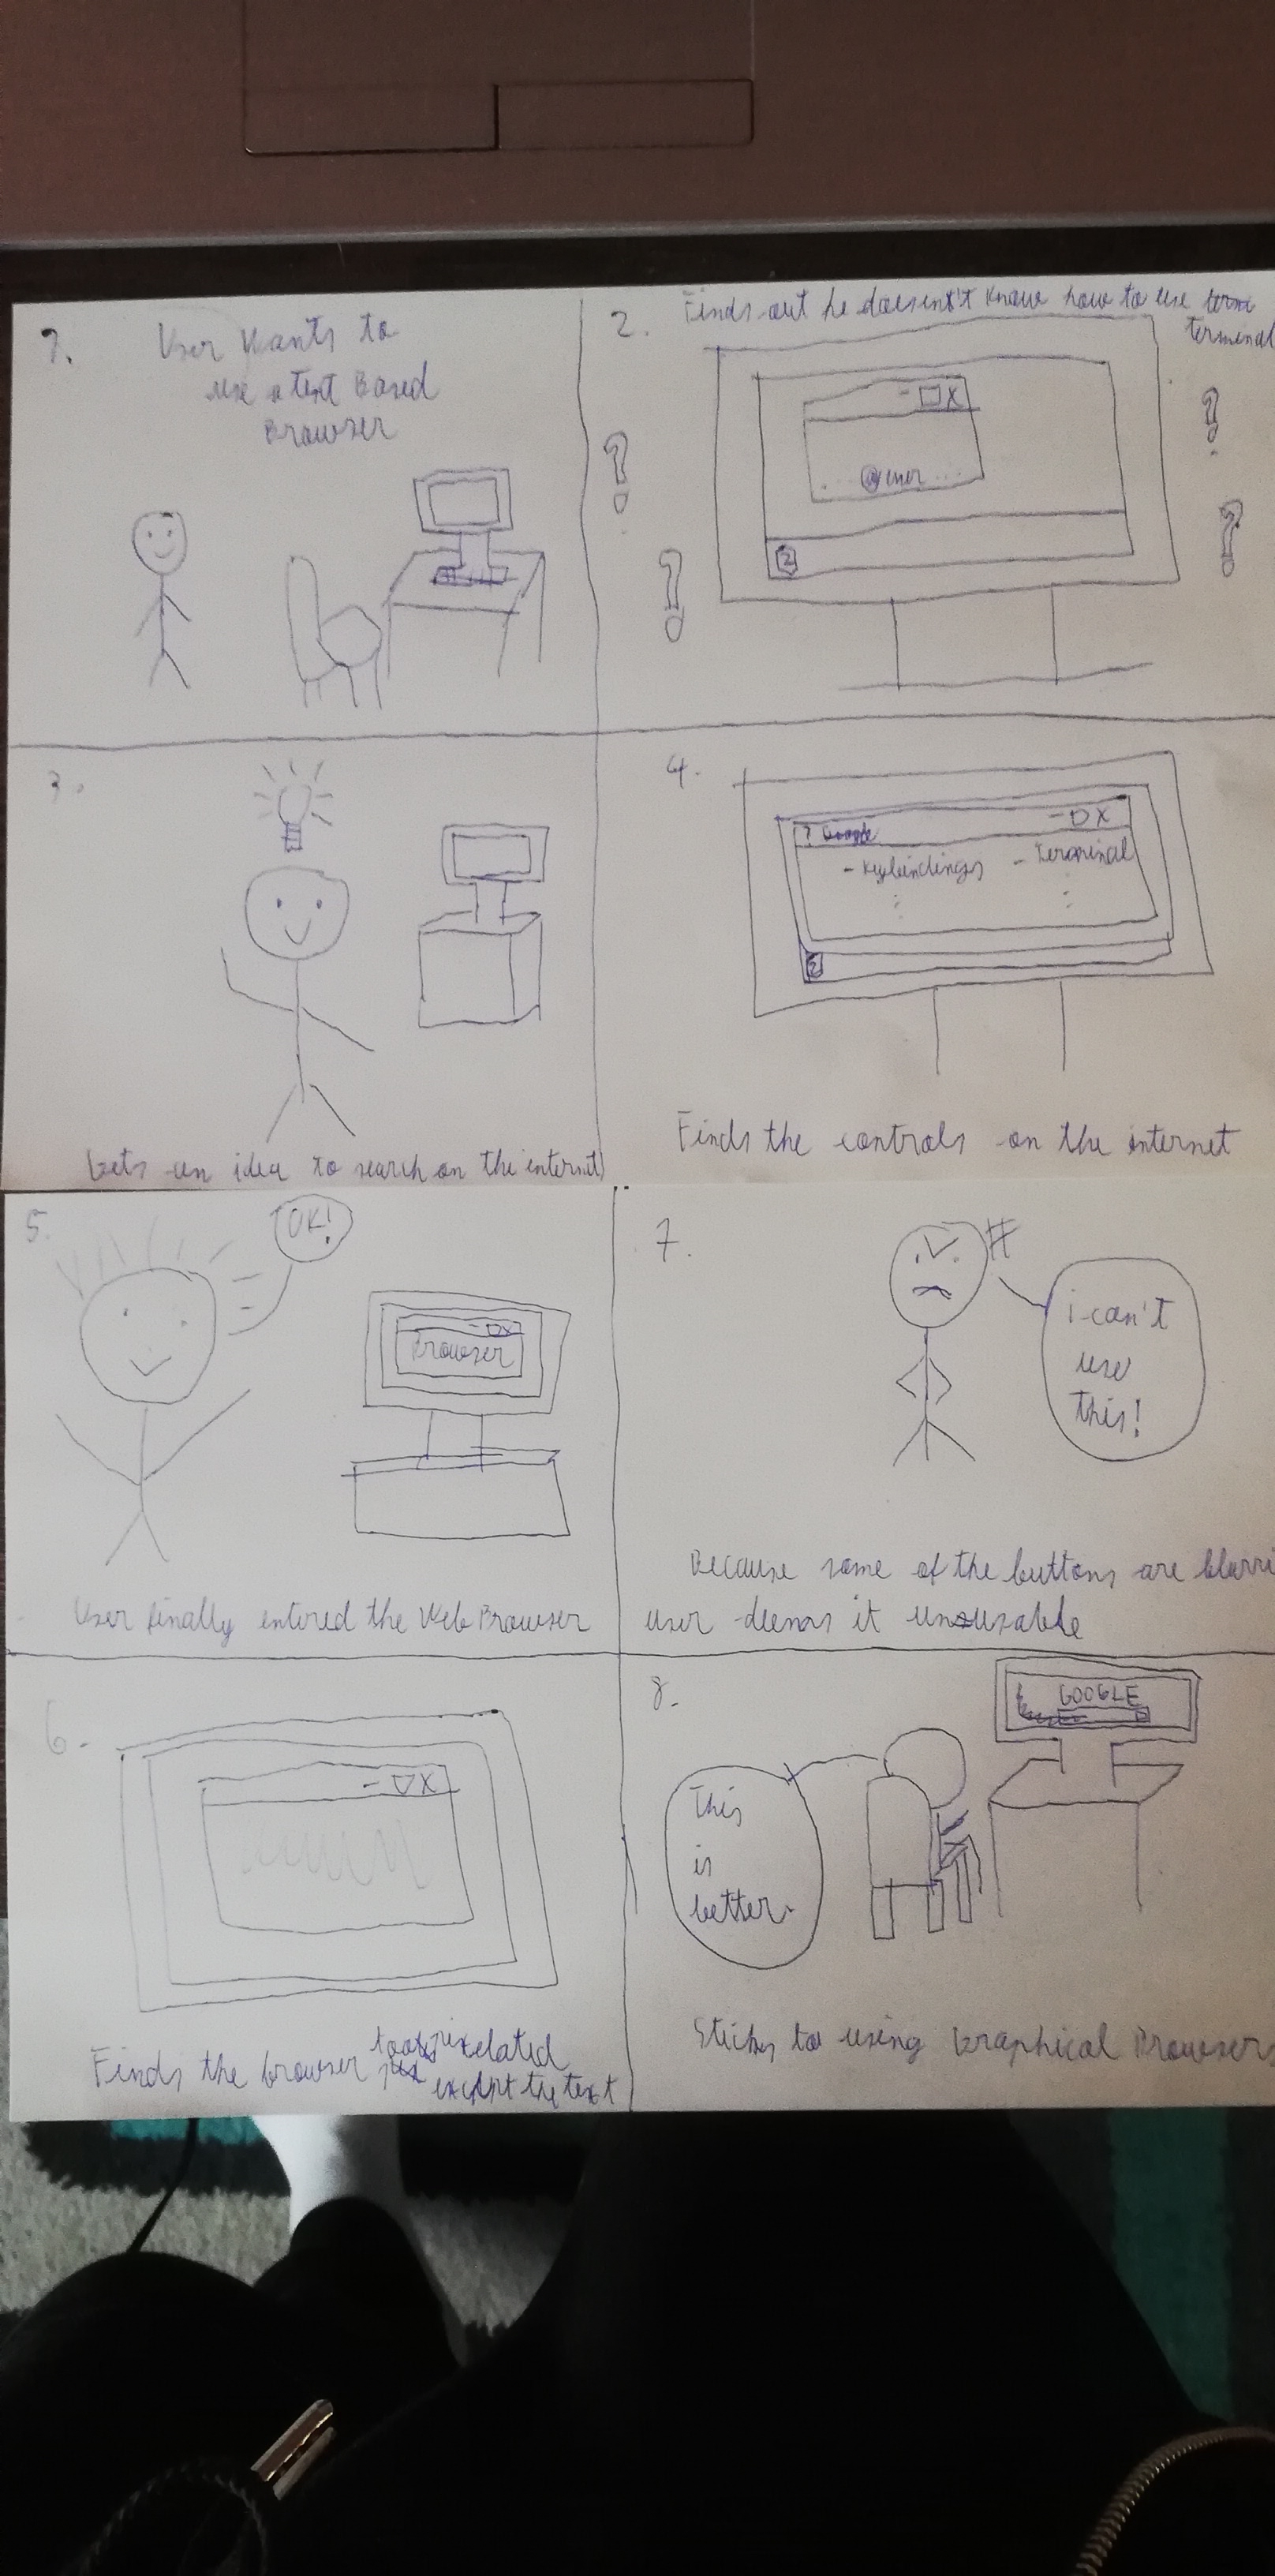 1.
User Wants to
use a text Based
Browser
2.
Finds out he doesen't know how to use
terminal
?
?
?
?
- □ X
@user ...
3.
Gets un idea to search on the internet
4.
? Google - □ X
- Keybindings - Terminal
Finds the controls on the internet
5.
OK!
- □ X
Browser
User finally entired the Web Browser
7.
#
i can't
use
this!
Because some of the buttons are blurri
user deems it unusable
6.
- □ X
Finds the browser too pixelated
except the text
8.
GOOGLE
This
is
better.
Sticks to using Graphical Browsers